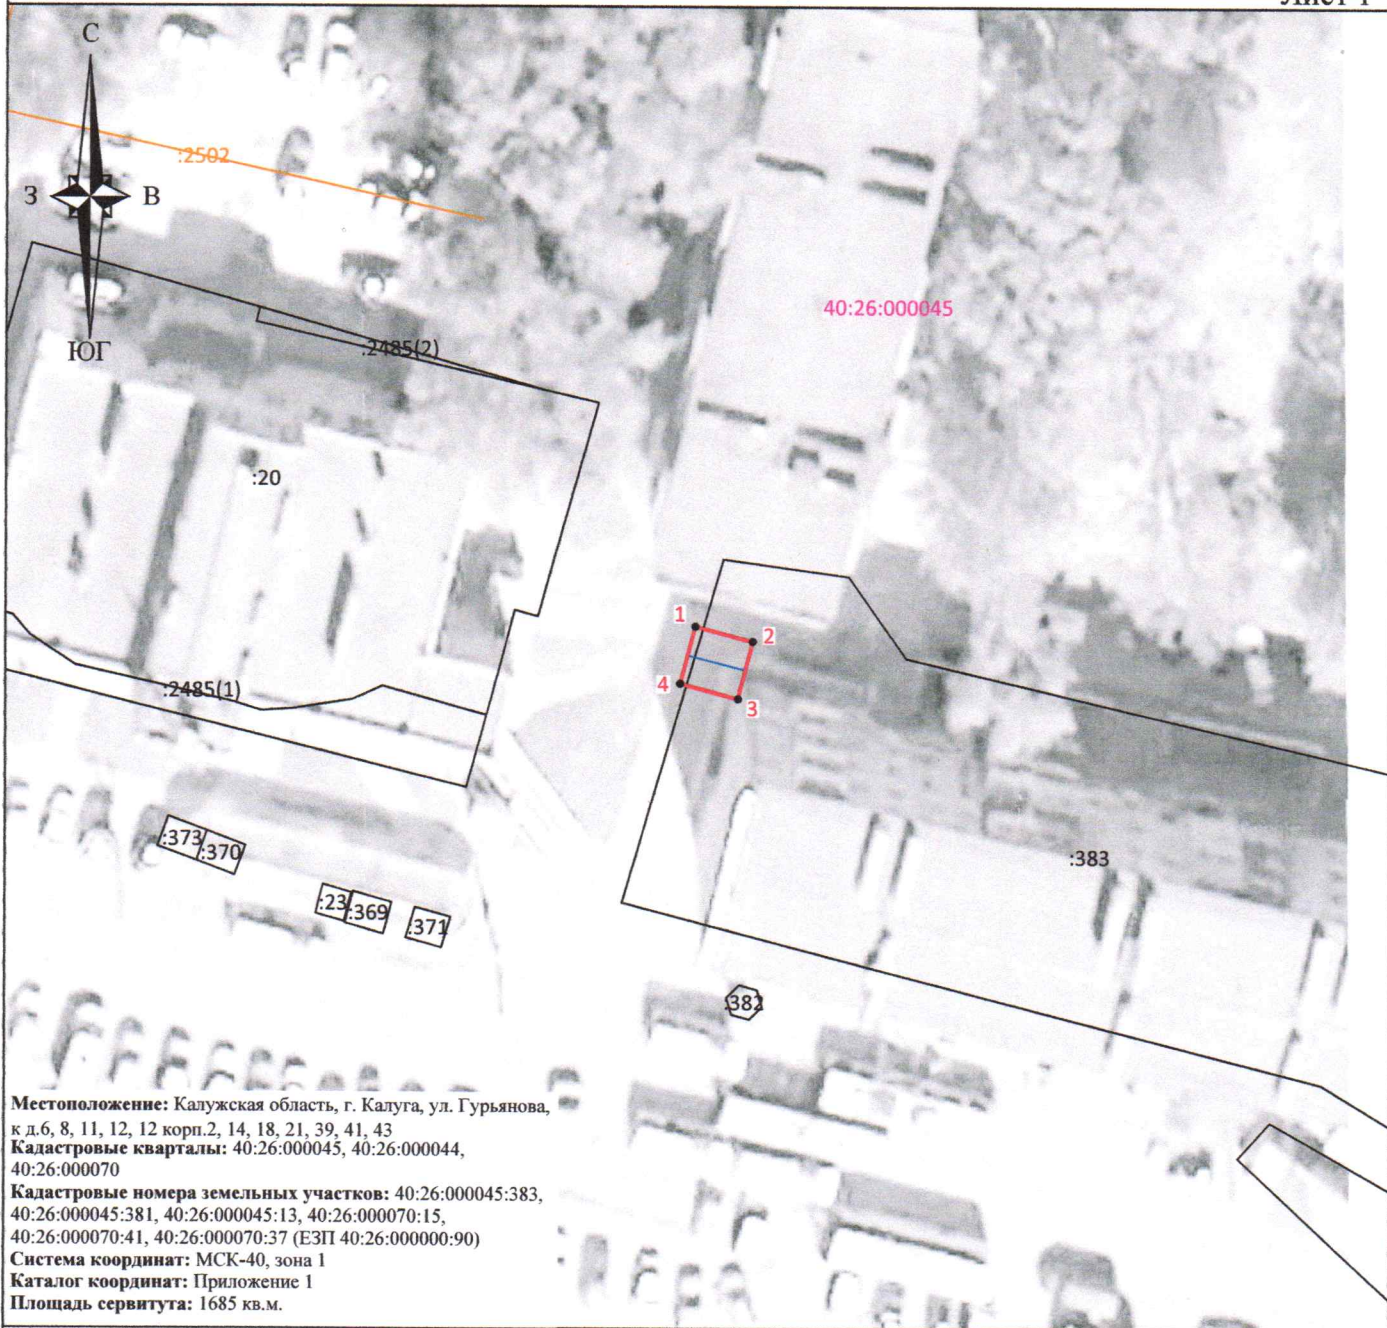 Лист 1
С
:2502
З
В
40:26:000045
ЮГ
:2485(2)
:20
1
2
:2485(1)
4
3
:373
:370
:383
:23
:369
:371
:382
Местоположение: Калужская область, г. Калуга, ул. Гурьянова,
к д.6, 8, 11, 12, 12 корп.2, 14, 18, 21, 39, 41, 43
Кадастровые кварталы: 40:26:000045, 40:26:000044,
40:26:000070
Кадастровые номера земельных участков: 40:26:000045:383,
40:26:000045:381, 40:26:000045:13, 40:26:000070:15,
40:26:000070:41, 40:26:000070:37 (ЕЗП 40:26:000000:90)
Система координат: МСК-40, зона 1
Каталог координат: Приложение 1
Площадь сервитута: 1685 кв.м.